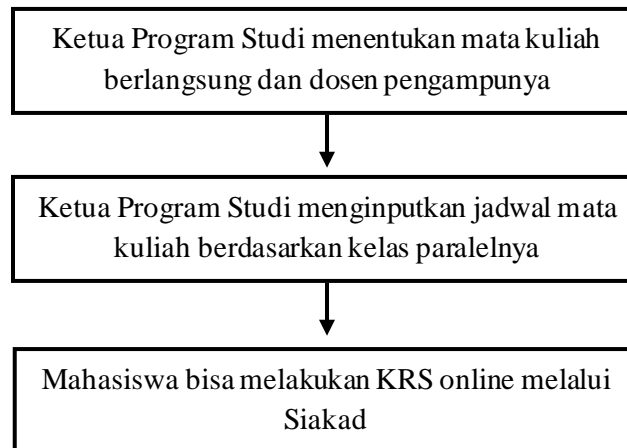 Ketua Program Studi menentukan mata kuliah
berlangsung dan dosen pengampunya
Ketua Program Studi menginputkan jadwal mata
kuliah berdasarkan kelas paralelnya
Mahasiswa bisa melakukan KRS online melalui
Siakad